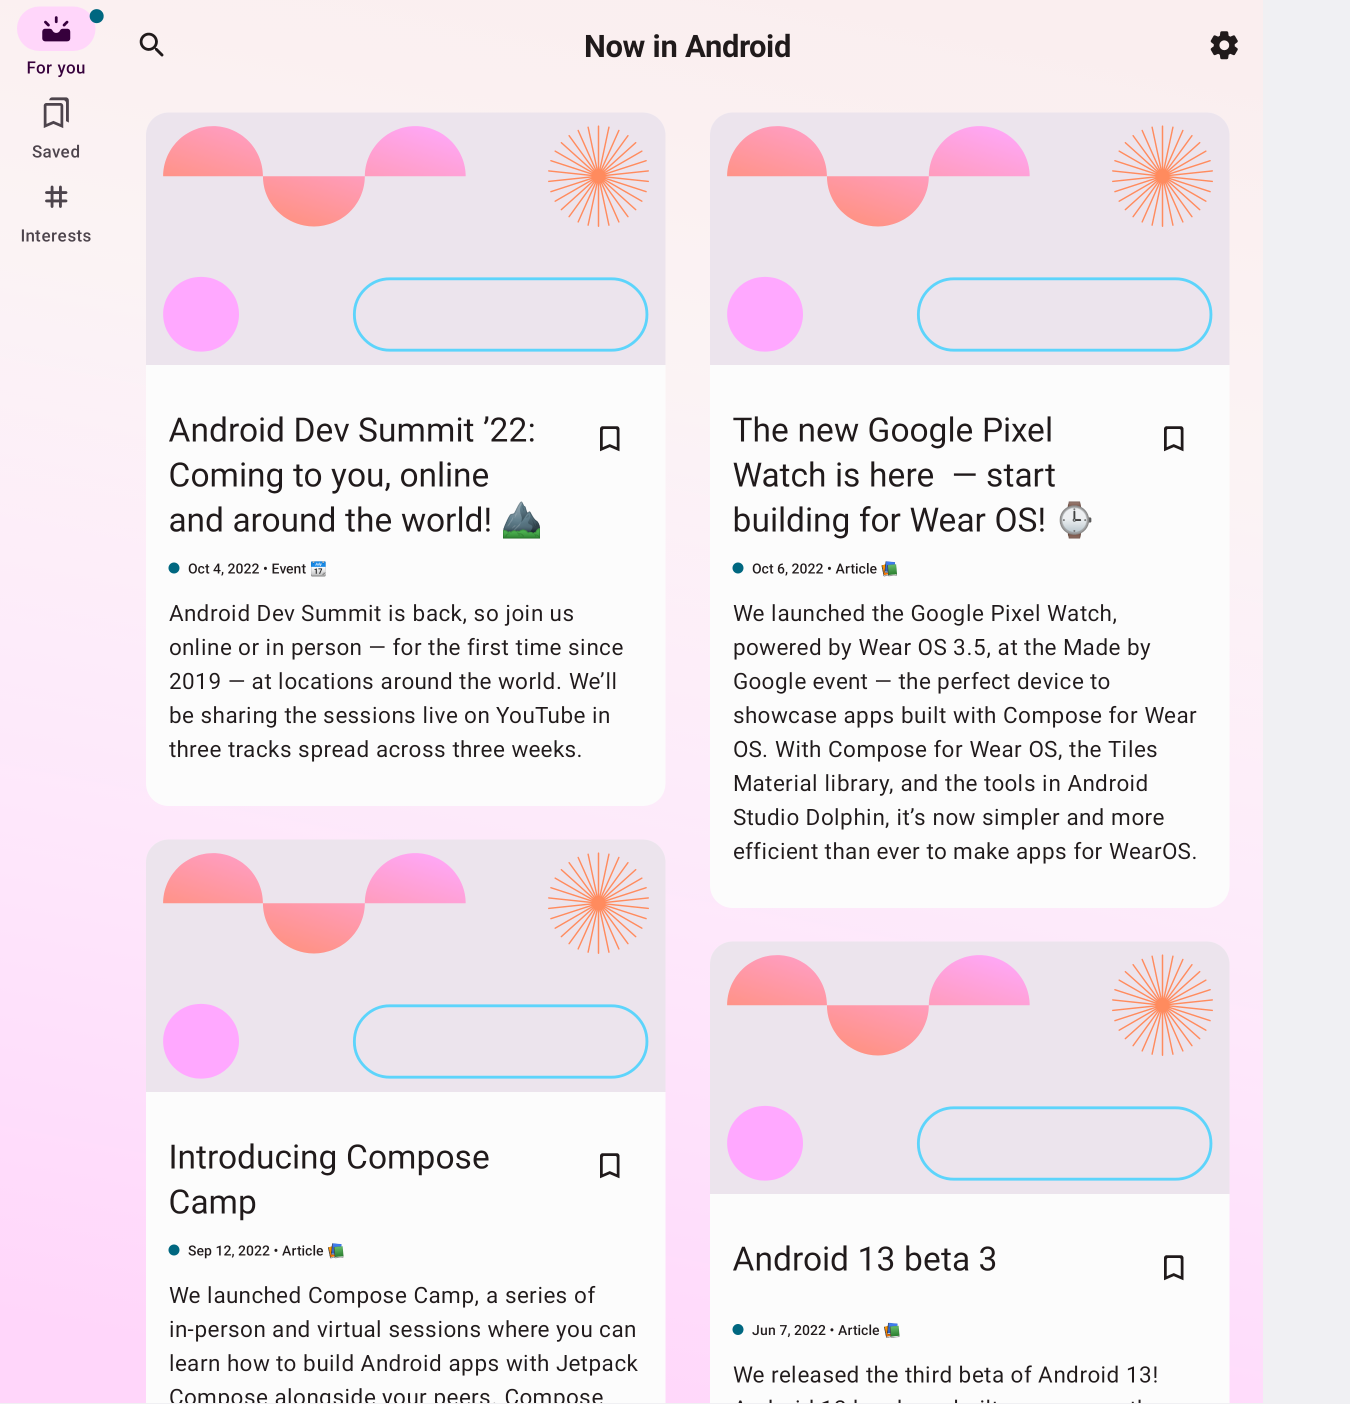 Now in Android
For you
Saved
Interests
Android Dev Summit ’22:
Coming to you, online
and around the world! ⛰️
Oct 4, 2022 • Event 📆
Android Dev Summit is back, so join us
online or in person — for the first time since
2019 — at locations around the world. We’ll
be sharing the sessions live on YouTube in
three tracks spread across three weeks.
The new Google Pixel
Watch is here  — start
building for Wear OS! ⌚
Oct 6, 2022 • Article 📚
We launched the Google Pixel Watch,
powered by Wear OS 3.5, at the Made by
Google event — the perfect device to
showcase apps built with Compose for Wear
OS. With Compose for Wear OS, the Tiles
Material library, and the tools in Android
Studio Dolphin, it’s now simpler and more
efficient than ever to make apps for WearOS.
Introducing Compose
Camp
Sep 12, 2022 • Article 📚
We launched Compose Camp, a series of
in-person and virtual sessions where you can
learn how to build Android apps with Jetpack
Compose alongside your peers. Compose
Android 13 beta 3
Jun 7, 2022 • Article 📚
We released the third beta of Android 13!